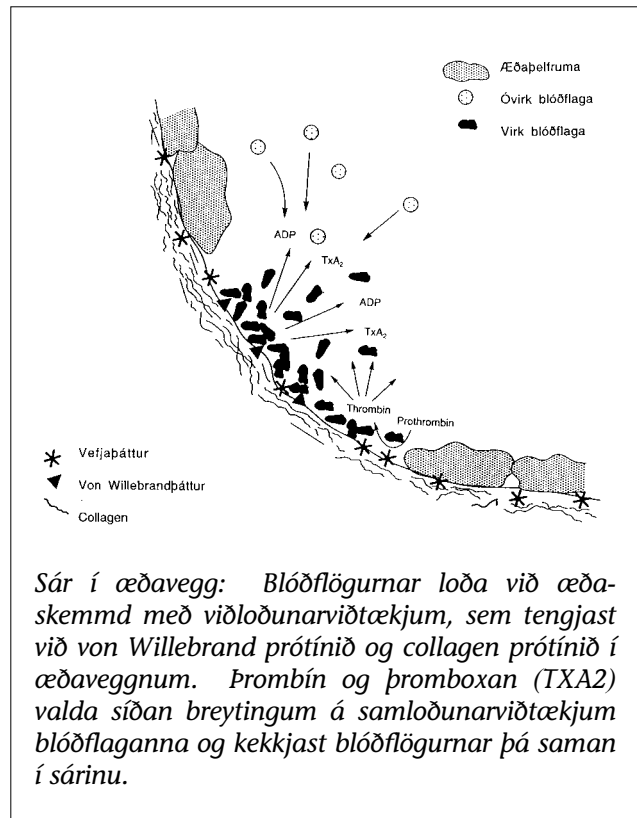 Æðaþelfruma
Óvirk blóðflaga
Virk blóðflaga
ADP
TxA₂
ADP
TxA₂
Thrombin
Prothrombin
Vefjaþáttur
Von Willebrandþáttur
Collagen
Sár í æðavegg: Blóðflögurnar loða við æða-
skemmd með viðloðunarviðtækjum, sem tengjast
við von Willebrand prótínið og collagen prótínið í
æðaveggnum. Þrombín og þromboxan (TXA2)
valda síðan breytingum á samloðunarviðtækjum
blóðflaganna og kekkjast blóðflögurnar þá saman
í sárinu.